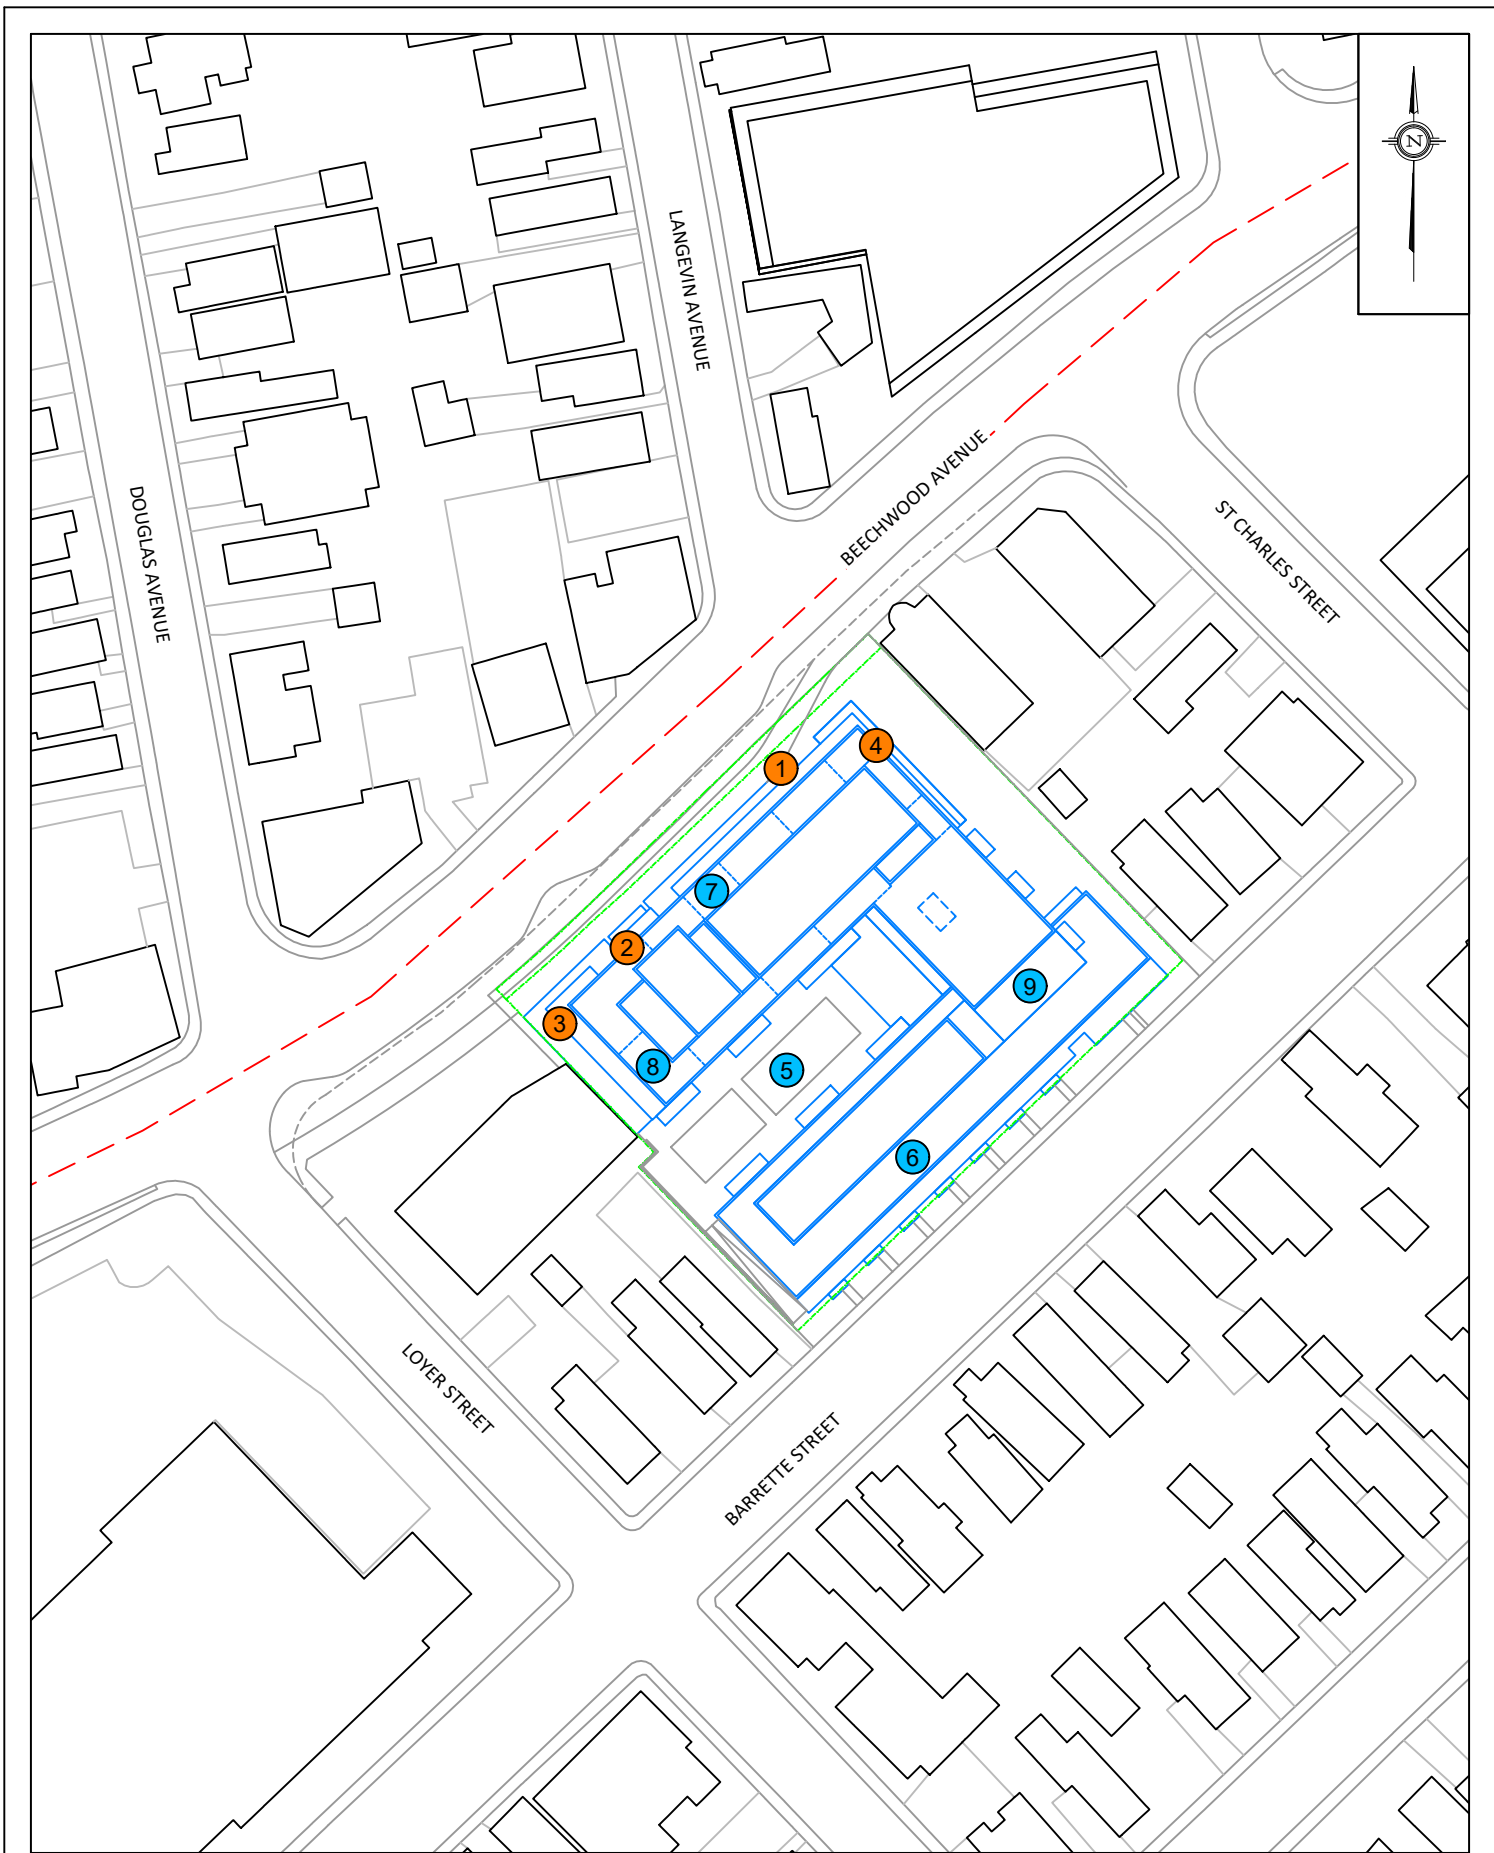 N
LANGEVIN AVENUE
BEECHWOOD AVENUE
DOUGLAS AVENUE
ST CHARLES STREET
4
1
7
2
9
3
8
5
6
LOYER STREET
BARRETTE STREET